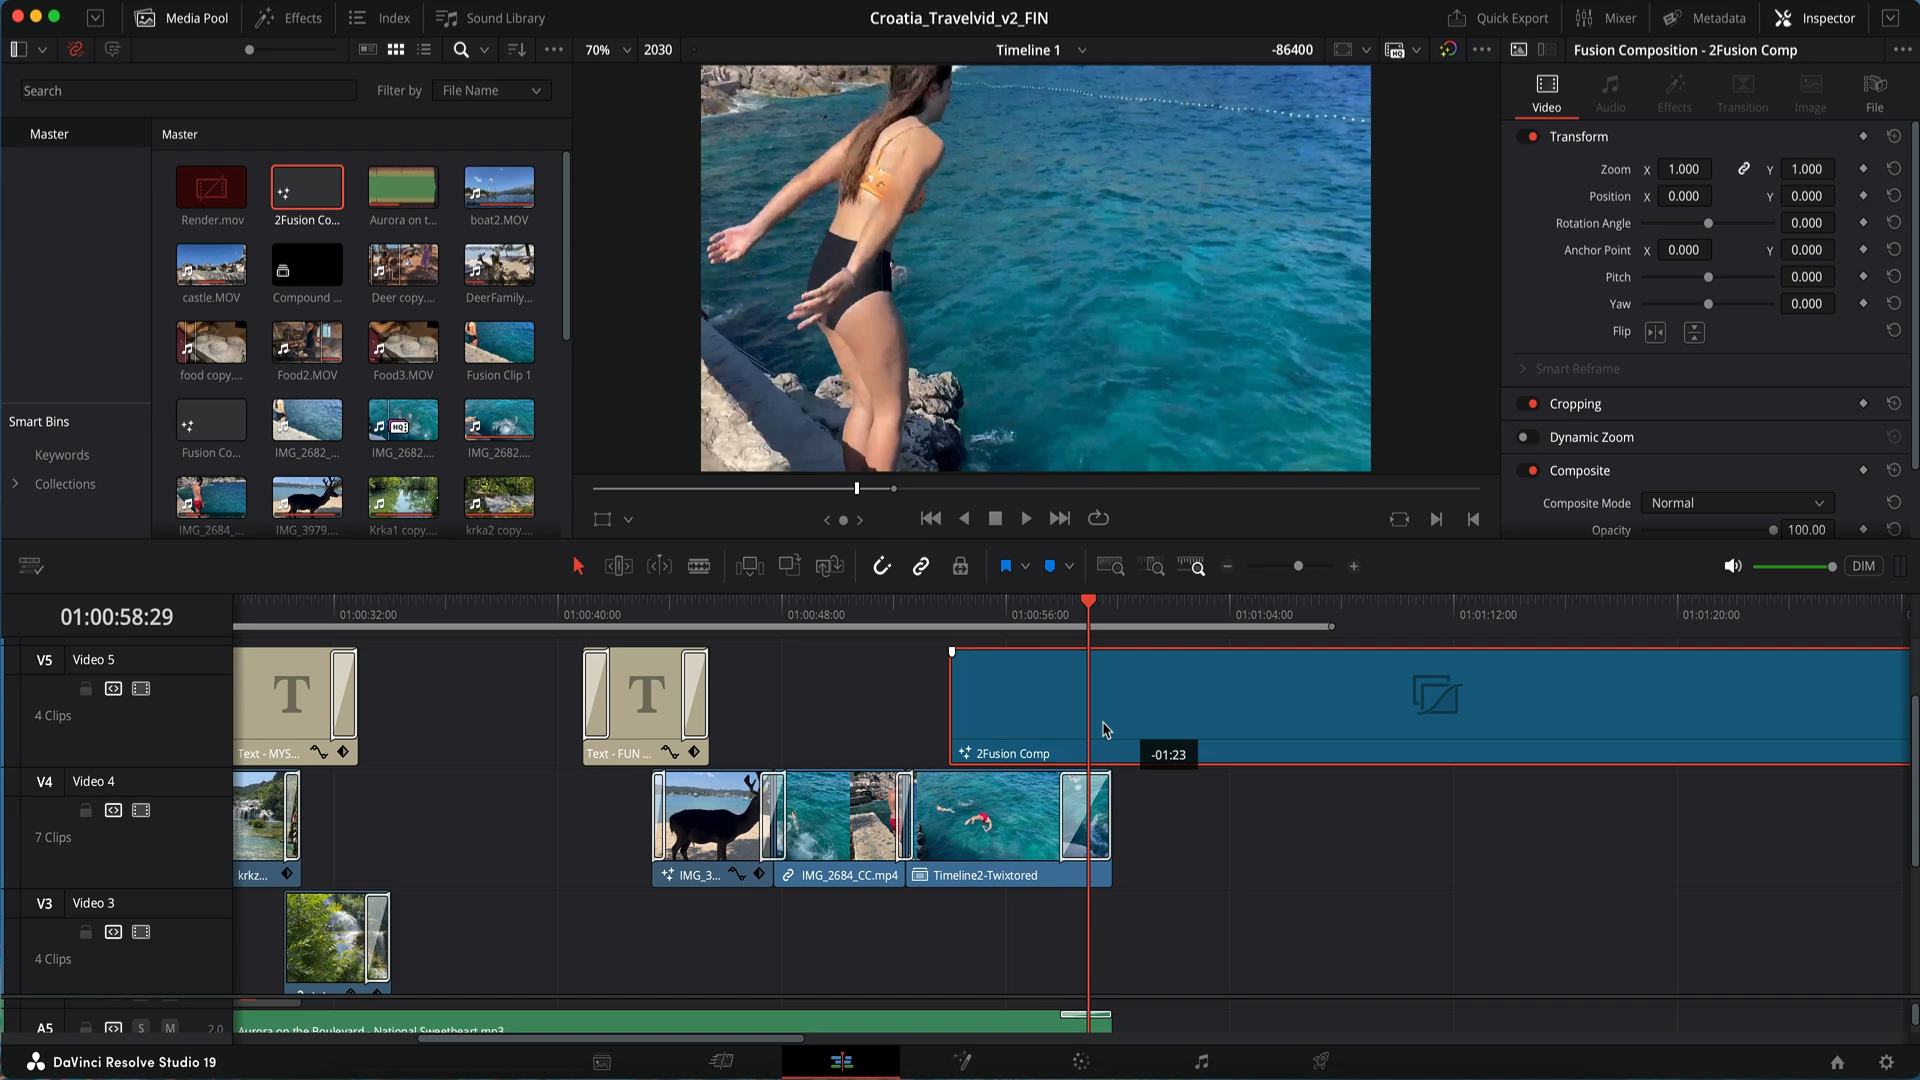 Media Pool
Effects
Index
Sound Library
Croatia_Travelvid_v2_FIN
Quick Export
Mixer
Metadata
Inspector
70%
2030
Timeline 1
-86400
Fusion Composition - 2Fusion Comp
Search
Filter by
File Name
Video
Audio
Effects
Transition
Image
File
Master
Master
Transform
Zoom X 1.000 Y 1.000
Position X 0.000 Y 0.000
Rotation Angle 0.000
Anchor Point X 0.000 Y 0.000
Pitch 0.000
Yaw 0.000
Flip
Smart Reframe
Cropping
Dynamic Zoom
Composite
Composite Mode Normal
Opacity 100.00
Render.mov
2Fusion Co...
Aurora on t...
boat2.MOV
castle.MOV
Compound ...
Deer copy....
DeerFamily...
food copy....
Food2.MOV
Food3.MOV
Fusion Clip 1
Fusion Co...
IMG_2682_...
HQ
IMG_2682....
IMG_2682....
IMG_2684_...
IMG_3979....
Krka1 copy....
krka2 copy....
Smart Bins
Keywords
Collections
DIM
01:00:58:29
01:00:32:00
01:00:40:00
01:00:48:00
01:00:56:00
01:01:04:00
01:01:12:00
01:01:20:00
V5 Video 5
4 Clips
T
Text - MYS...
T
Text - FUN ...
2Fusion Comp
-01:23
V4 Video 4
7 Clips
krkz...
IMG_3...
IMG_2684_CC.mp4
Timeline2-Twixtored
V3 Video 3
4 Clips
A5 S M 2.0
Aurora on the Boulevard - National Sweetheart.mp3
DaVinci Resolve Studio 19